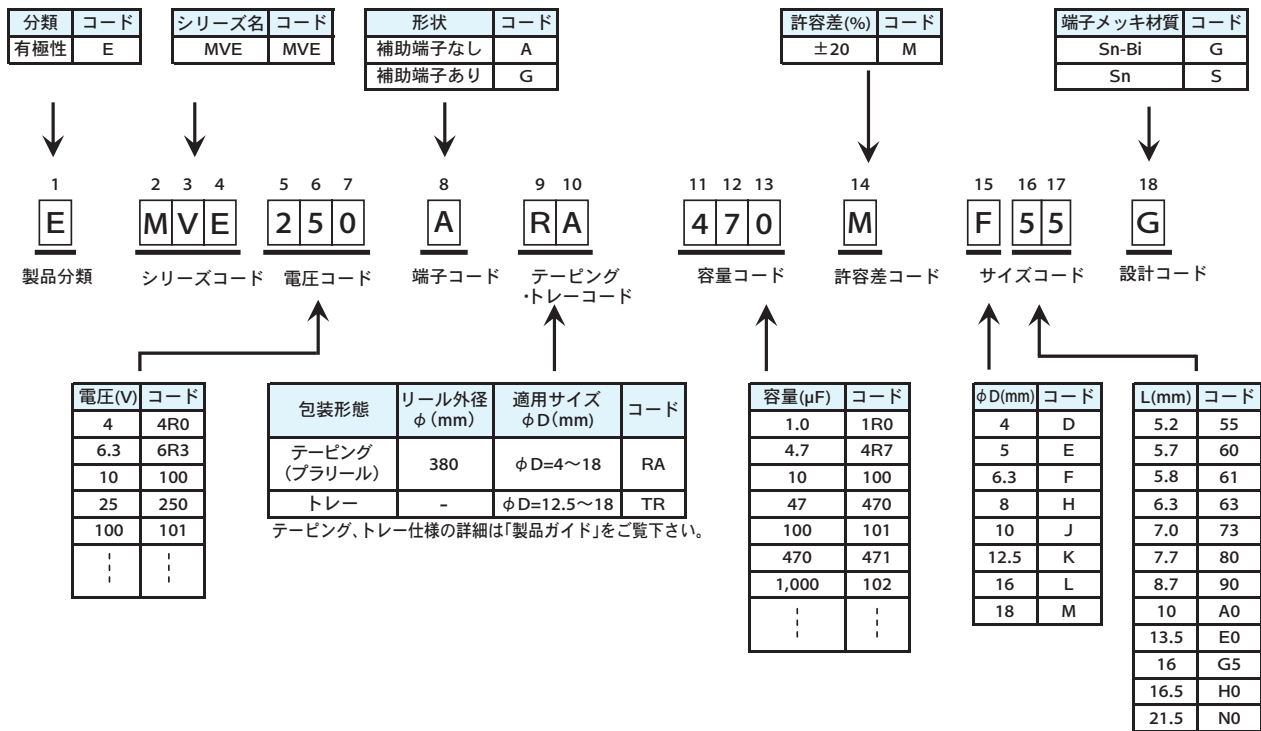 分類 コード
有極性 E
シリーズ名 コード
MVE MVE
形状 コード
補助端子なし A
補助端子あり G
許容差(%) コード
±20 M
端子メッキ材質 コード
Sn-Bi G
Sn S
1 2 3 4 5 6 7 8 9 10 11 12 13 14 15 16 17 18
E MVE 250 A RA 470 M F 55 G
製品分類 シリーズコード 電圧コード 端子コード テーピング 容量コード 許容差コード サイズコード 設計コード
・トレーコード
電圧(V) コード
4 4R0
6.3 6R3
10 100
25 250
100 101
包装形態 リール外径 φ(mm) 適用サイズ φD(mm) コード
テーピング (プラリール) 380 φD=4～18 RA
トレー - φD=12.5～18 TR
テーピング、トレー仕様の詳細は「製品ガイド」をご覧下さい。
容量(μF) コード
1.0 1R0
4.7 4R7
10 100
47 470
100 101
470 471
1,000 102
φD(mm) コード
4 D
5 E
6.3 F
8 H
10 J
12.5 K
16 L
18 M
L(mm) コード
5.2 55
5.7 60
5.8 61
6.3 63
7.0 73
7.7 80
8.7 90
10 A0
13.5 E0
16 G5
16.5 H0
21.5 N0